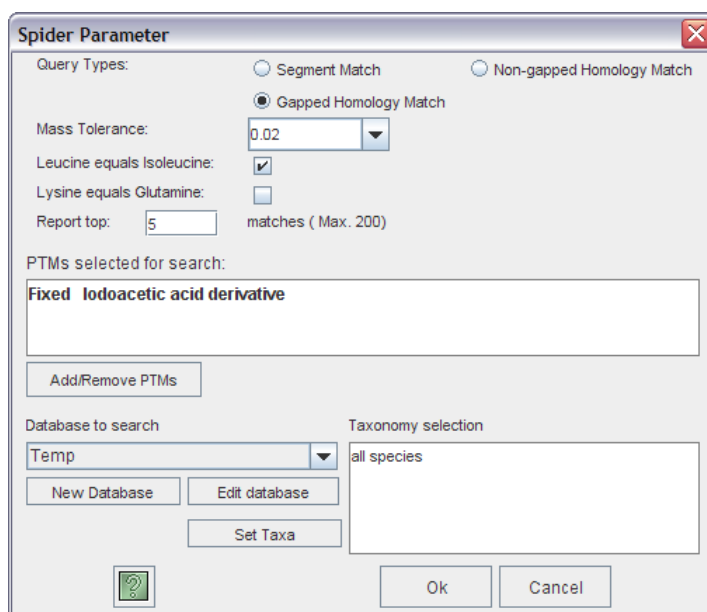 Spider Parameter
Query Types: Segment Match Non-gapped Homology Match
Gapped Homology Match
Mass Tolerance: 0.02
Leucine equals Isoleucine:
Lysine equals Glutamine:
Report top: 5 matches ( Max. 200)
PTMs selected for search:
Fixed Iodoacetic acid derivative
Add/Remove PTMs
Database to search Taxonomy selection
Temp all species
New Database Edit database
Set Taxa
? Ok Cancel